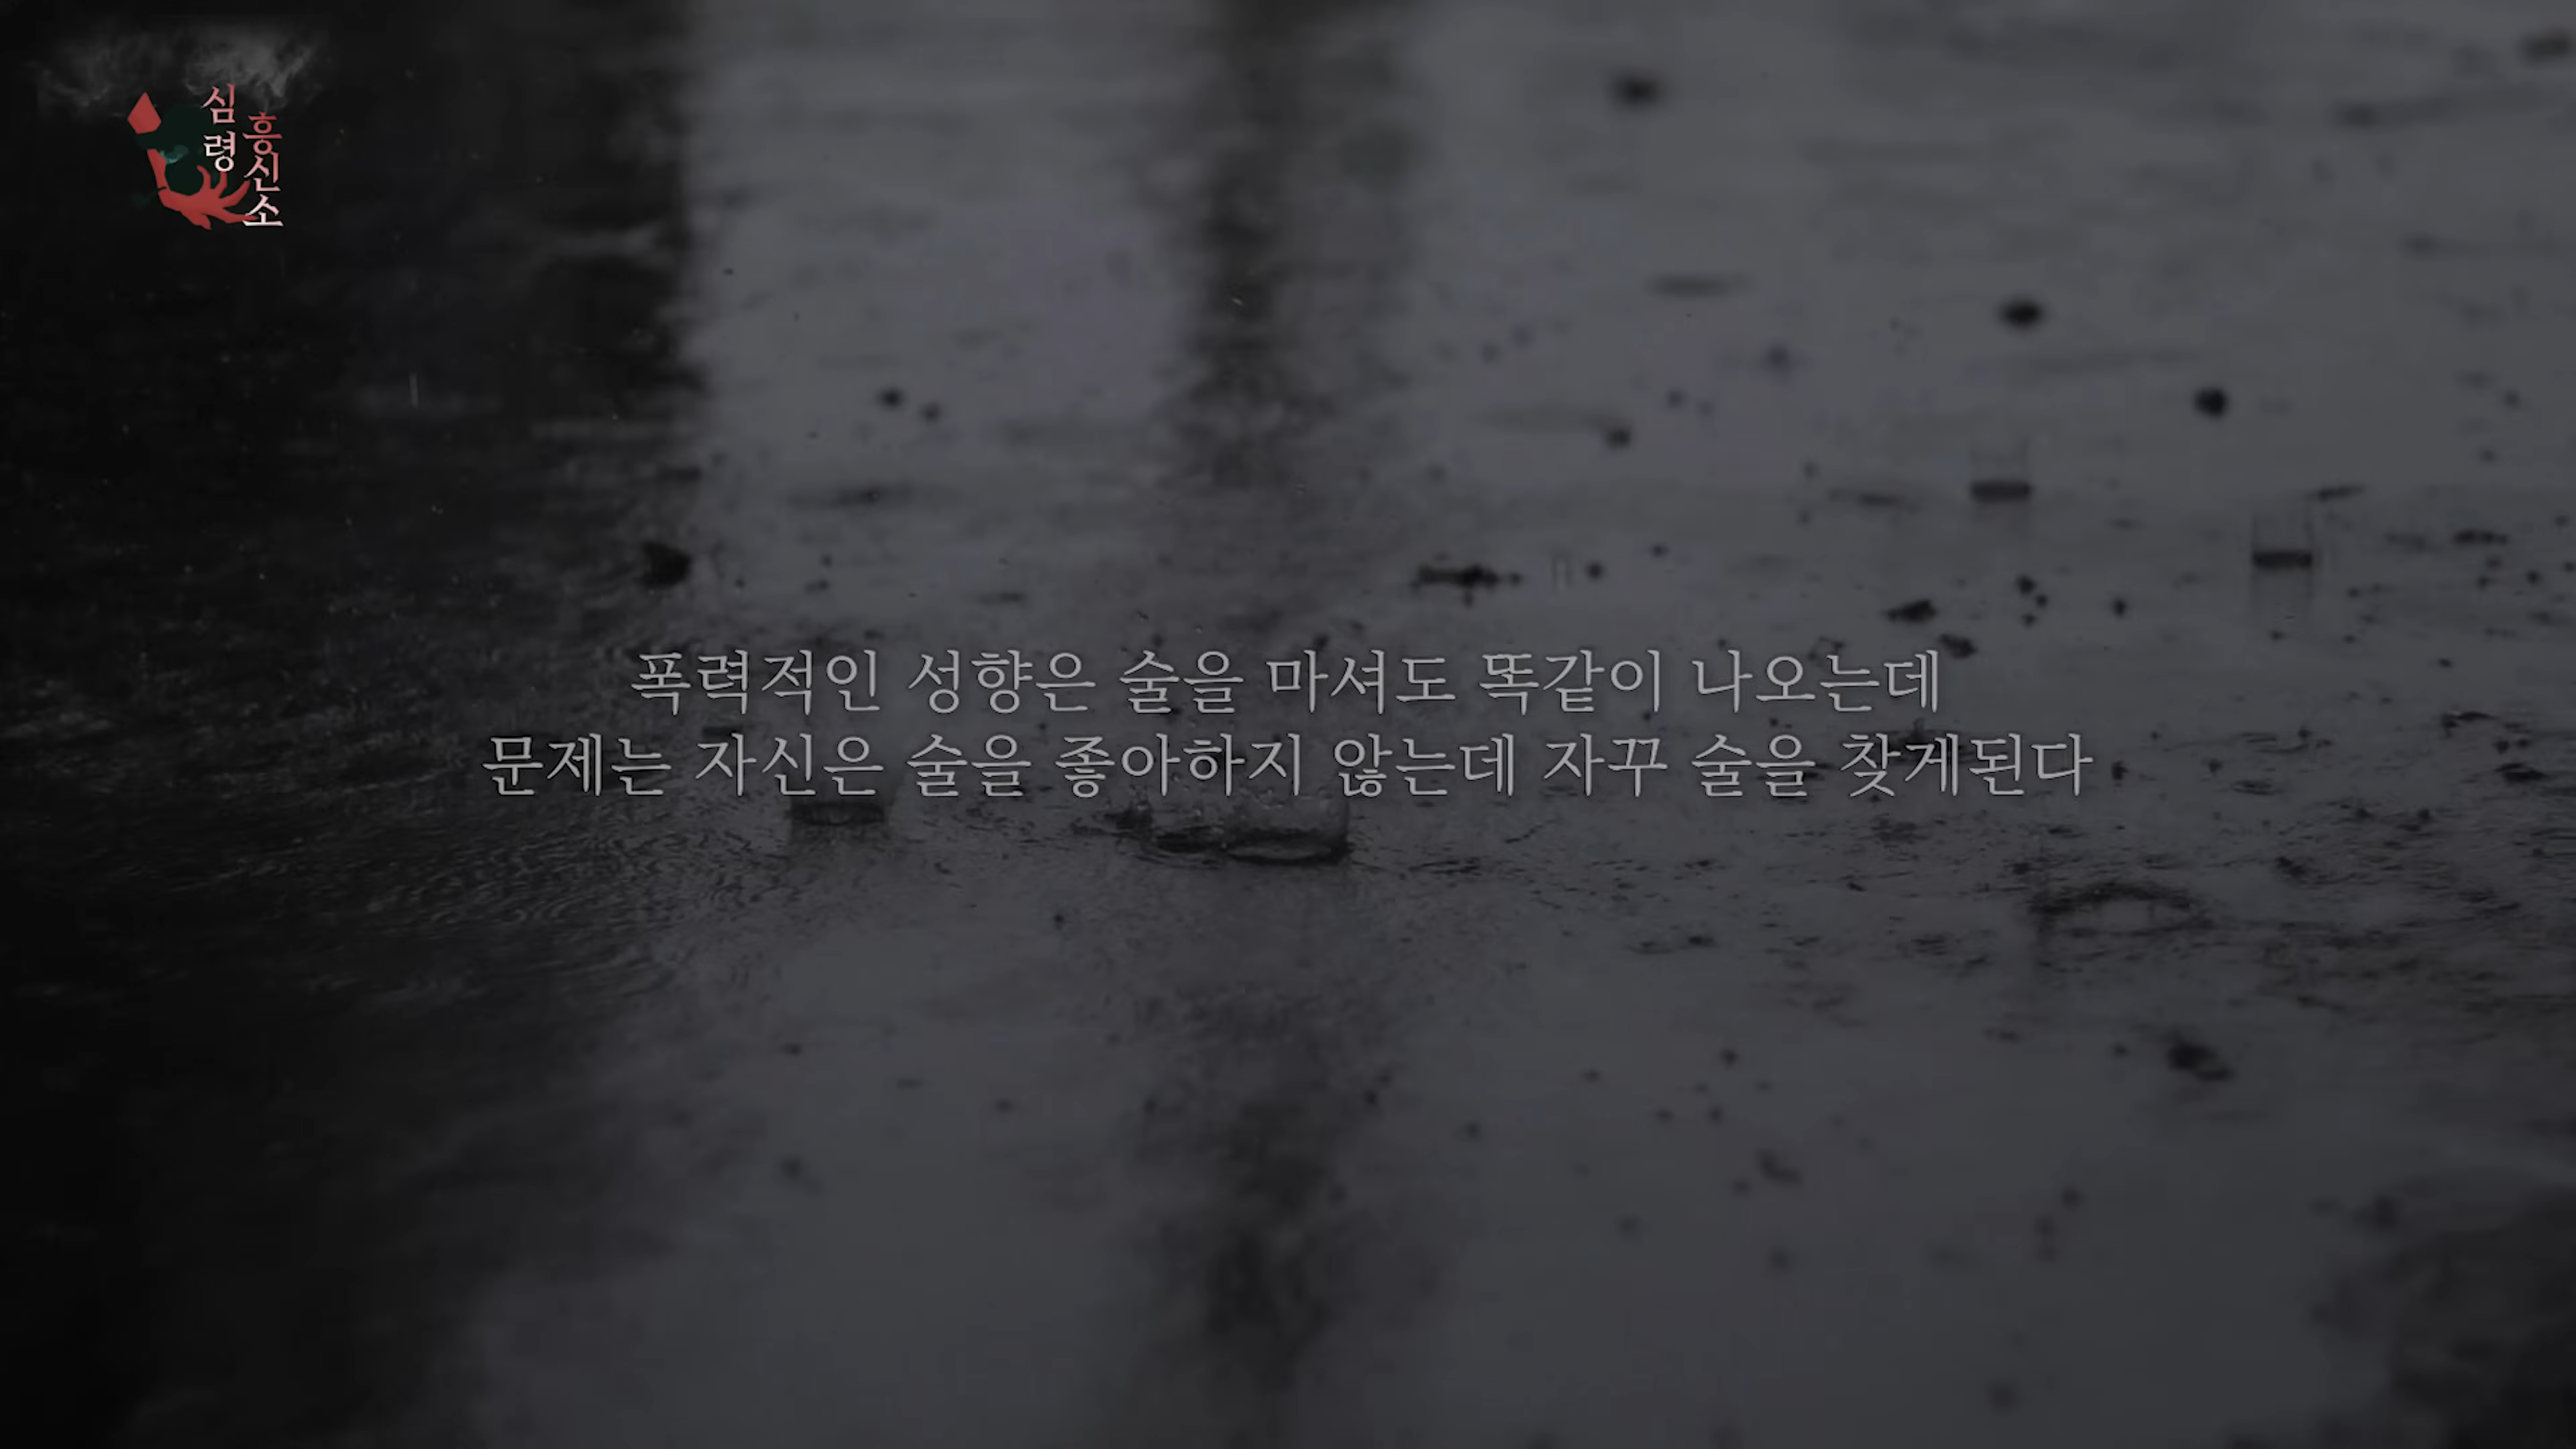 심령
흥신소
폭력적인 성향은 술을 마셔도 똑같이 나오는데
문제는 자신은 술을 좋아하지 않는데 자꾸 술을 찾게된다